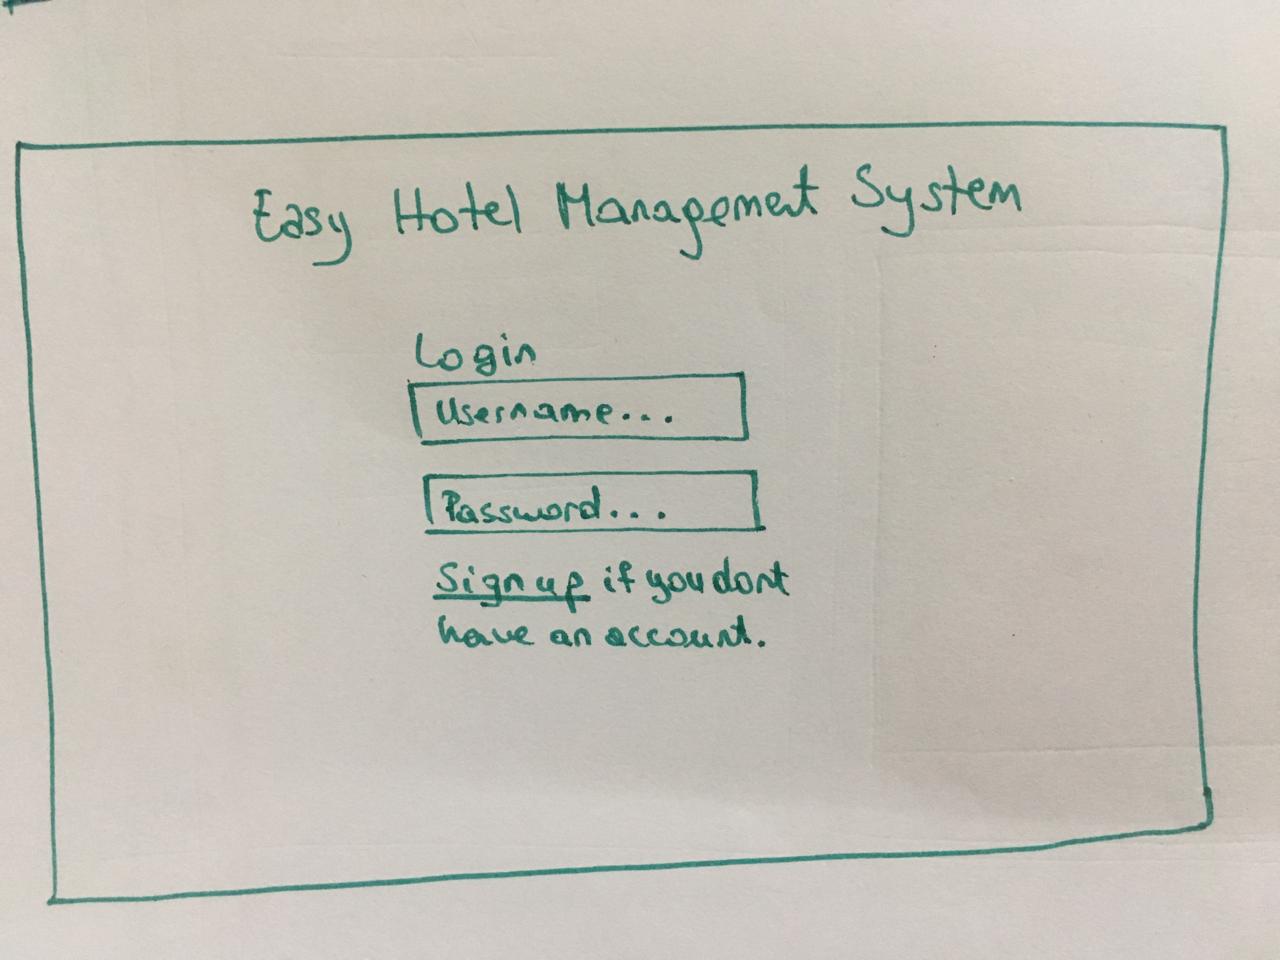 Easy Hotel Management System
Login
Username...
Password...
Sign up if you dont
have an account.